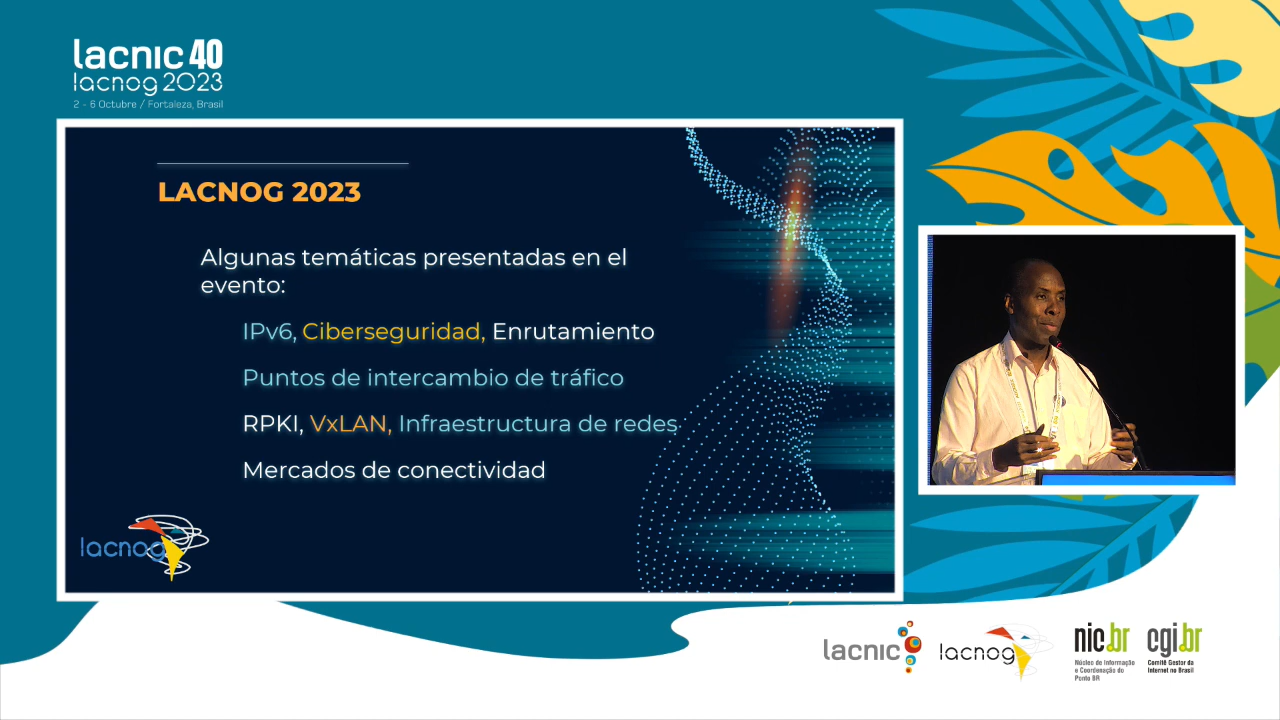 lacnic 40
lacnog 2023
2 - 6 Octubre / Fortaleza, Brasil
LACNOG 2023
Algunas temáticas presentadas en el
evento:
IPv6, Ciberseguridad, Enrutamiento
Puntos de intercambio de tráfico
RPKI, VxLAN, Infraestructura de redes
Mercados de conectividad
lacnog
lacnic
lacnog
nic.br
Núcleo de Informação
e Coordenação do
Ponto BR
cgi.br
Comitê Gestor da
Internet no Brasil